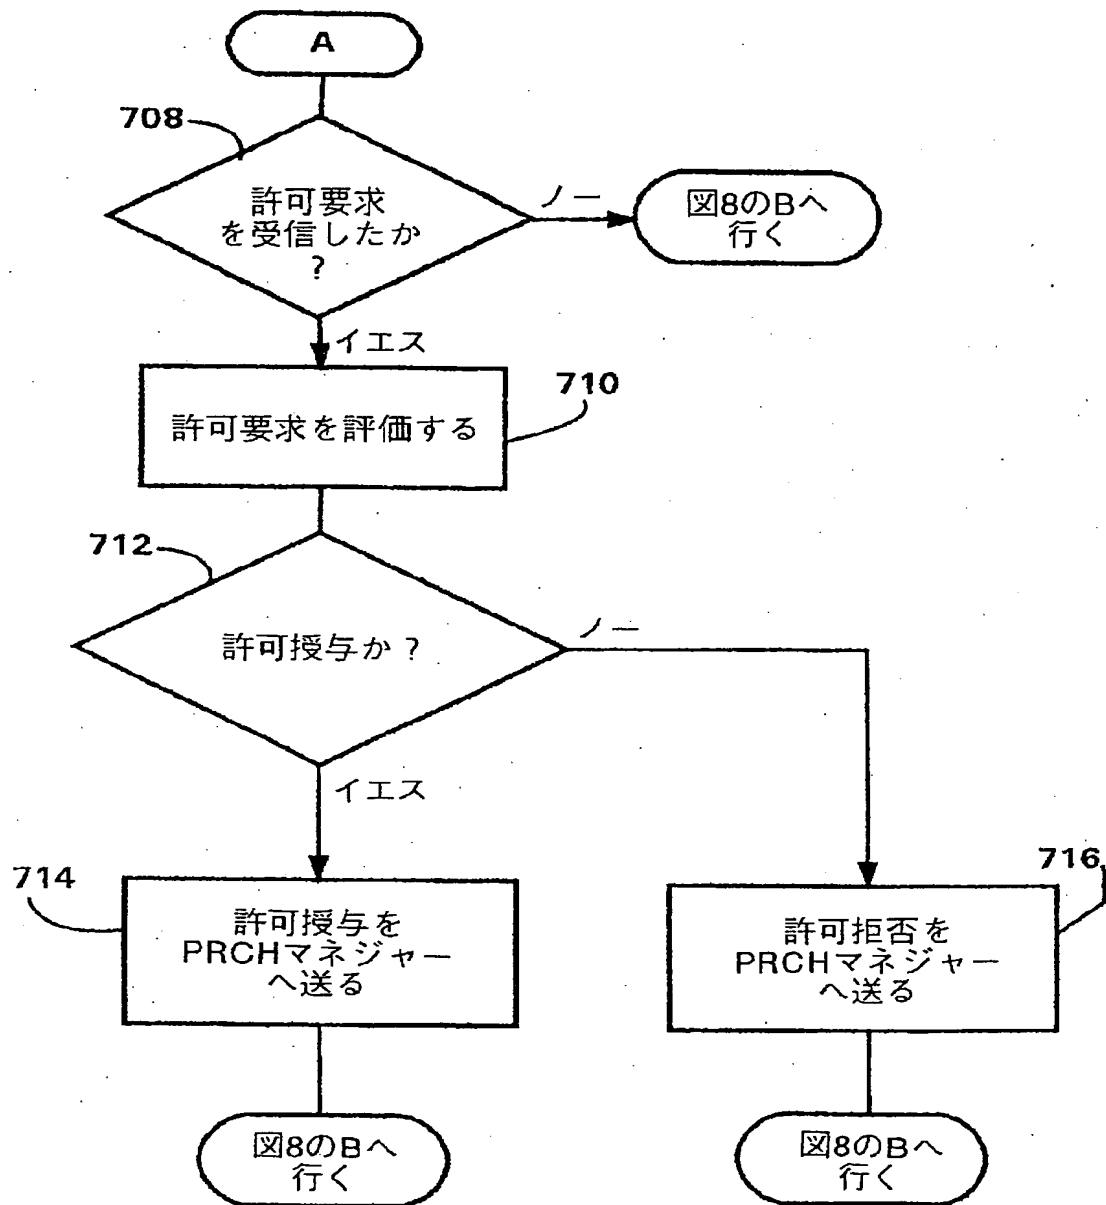 A
708
許可要求
を受信したか
?
ノー
図8のBへ
行く
イエス
710
許可要求を評価する
712
許可授与か?
ノー
イエス
714
許可授与を
PRCHマネジャー
へ送る
716
許可拒否を
PRCHマネジャー
へ送る
図8のBへ
行く
図8のBへ
行く